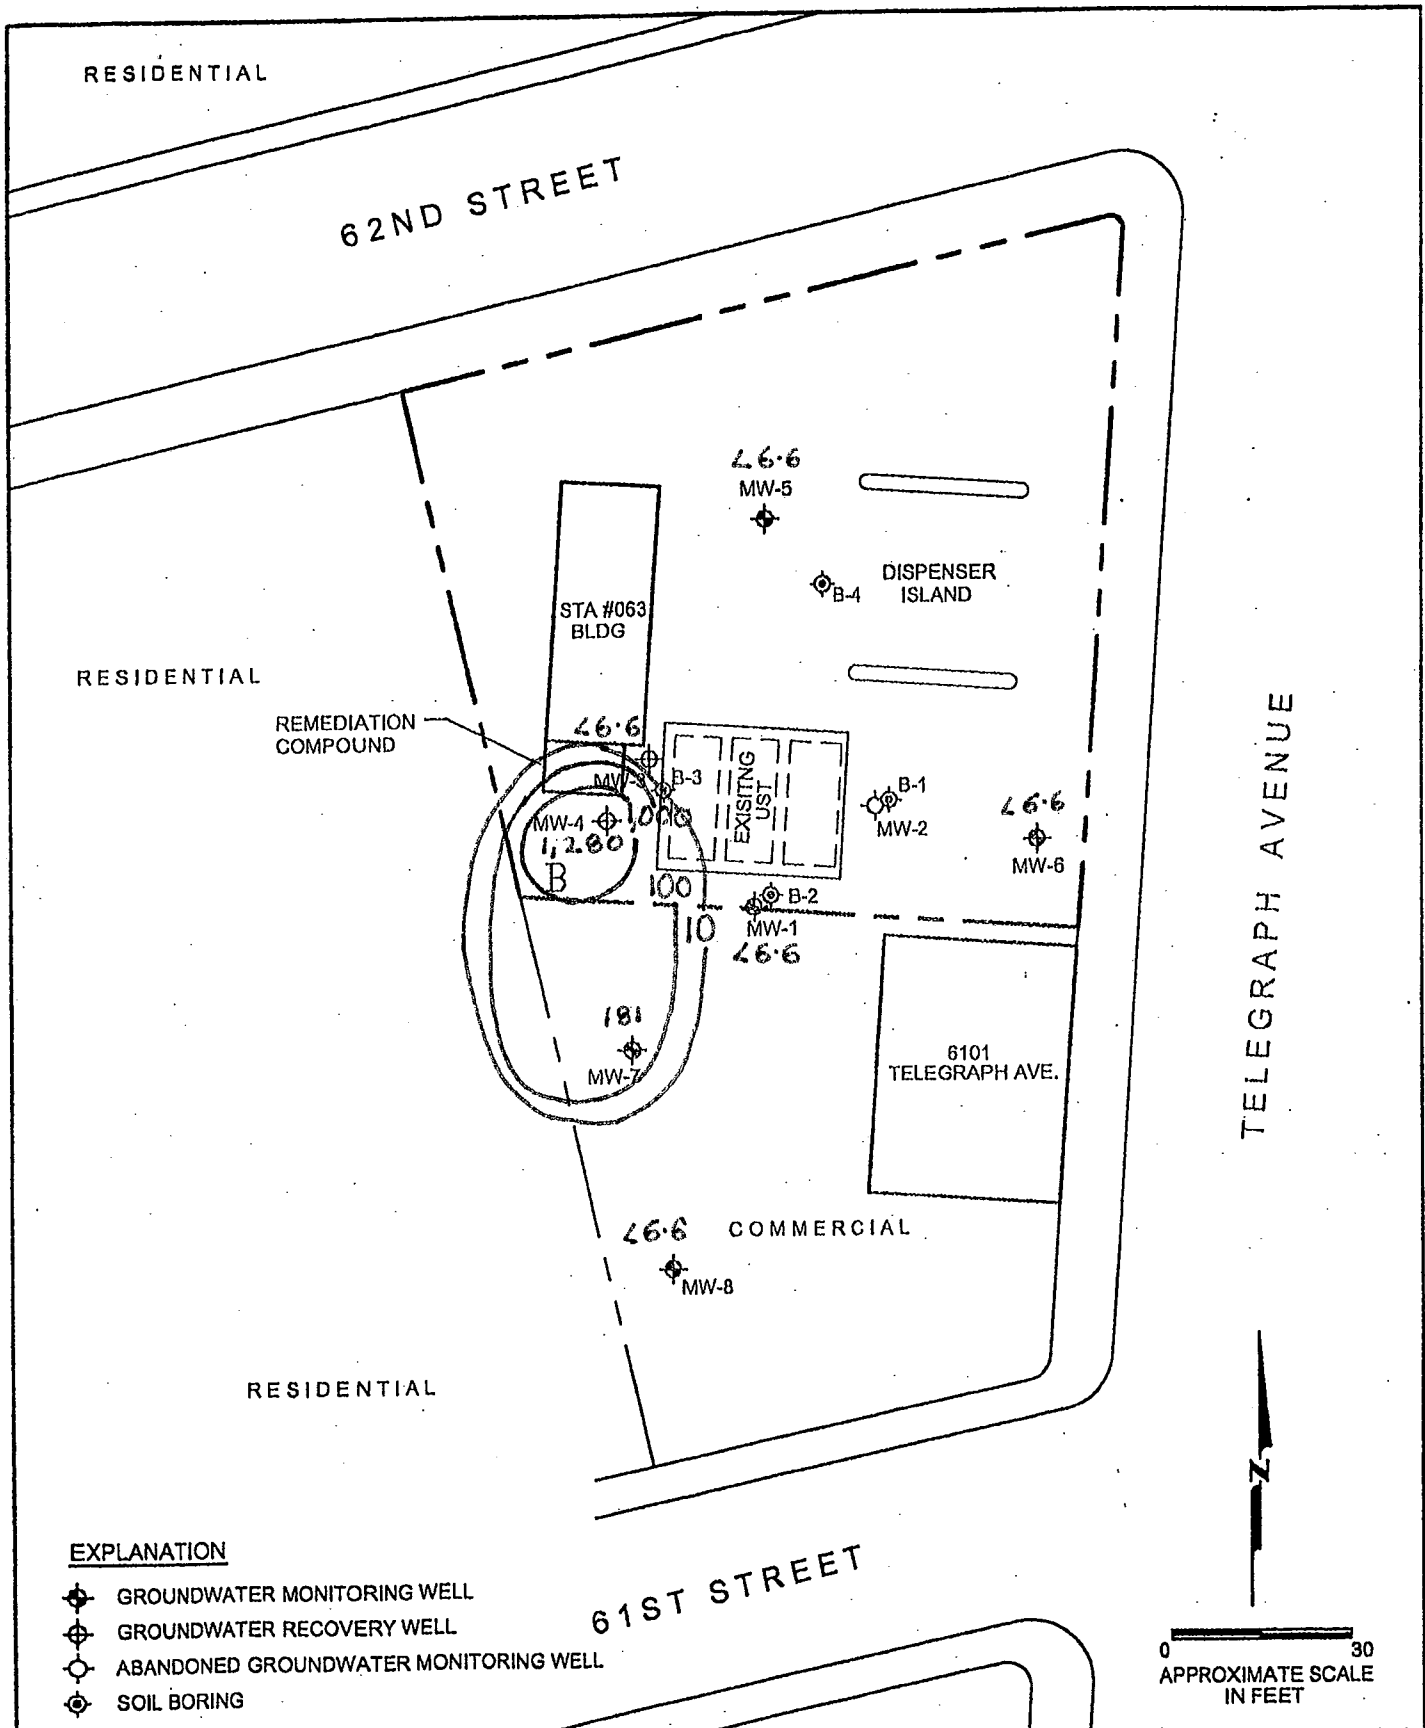 RESIDENTIAL
62ND STREET
<6.6
MW-5
B-4
DISPENSER
ISLAND
STA #063
BLDG
RESIDENTIAL
REMEDIATION
COMPOUND
<6.6
MW-3
B-3
EXISITNG
UST
B-1
MW-2
<6.6
MW-6
MW-4
1,000
1,280
B
100
B-2
MW-1
10
<6.6
181
MW-7
6101
TELEGRAPH AVE.
TELEGRAPH AVENUE
<6.6
COMMERCIAL
MW-8
RESIDENTIAL
N
EXPLANATION
GROUNDWATER MONITORING WELL
GROUNDWATER RECOVERY WELL
ABANDONED GROUNDWATER MONITORING WELL
SOIL BORING
61ST STREET
0 30
APPROXIMATE SCALE
IN FEET